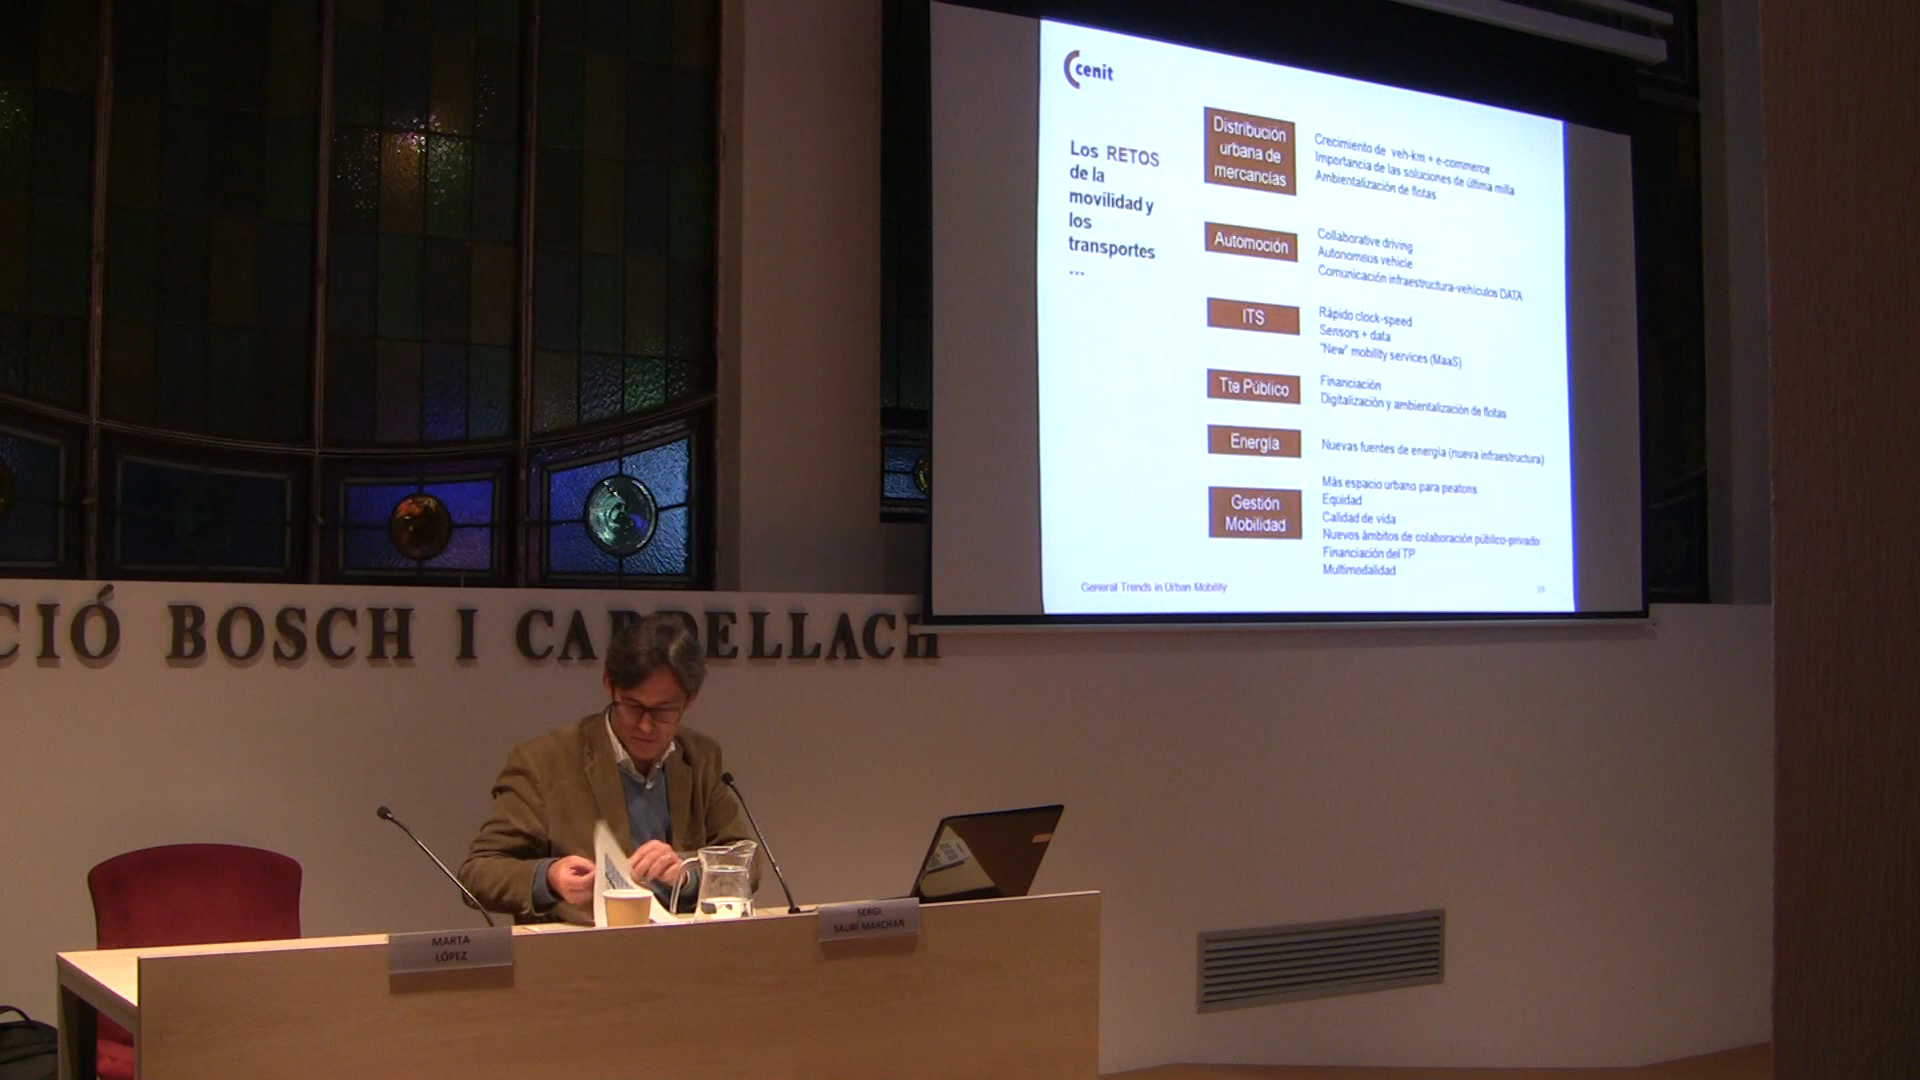 cenit
Los RETOS
de la
movilidad y
los
transportes
...
Distribución
urbana de
mercancías
Crecimiento de veh-km + e-commerce
Importancia de las soluciones de última milla
Ambientalización de flotas
Automoción
Collaborative driving
Autonomous vehicle
Comunicación infraestructura-vehículos DATA
ITS
Rápido clock-speed
Sensors + data
"New" mobility services (MaaS)
Tte Público
Financiación
Digitalización y ambientalización de flotas
Energía
Nuevas fuentes de energía (nueva infraestructura)
Gestión
Mobilidad
Más espacio urbano para peatons
Equidad
Calidad de vida
Nuevos ámbitos de colaboración público-privado
Financiación del TP
Multimodalidad
General Trends in Urban Mobility
CIÓ BOSCH I CARDELLACH
MARTA
LÓPEZ
SERGI
SAURÍ MARCHAN